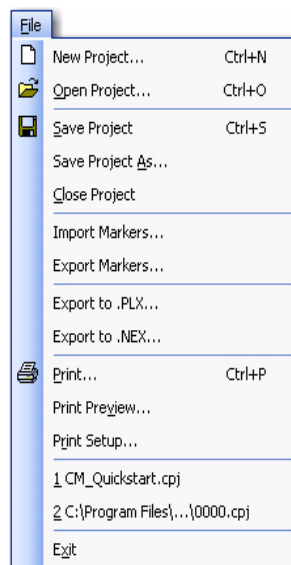 File
New Project... Ctrl+N
Open Project... Ctrl+O
Save Project Ctrl+S
Save Project As...
Close Project
Import Markers...
Export Markers...
Export to .PLX...
Export to .NEX...
Print... Ctrl+P
Print Preview...
Print Setup...
1 CM_Quickstart.cpj
2 C:\Program Files\...\0000.cpj
Exit